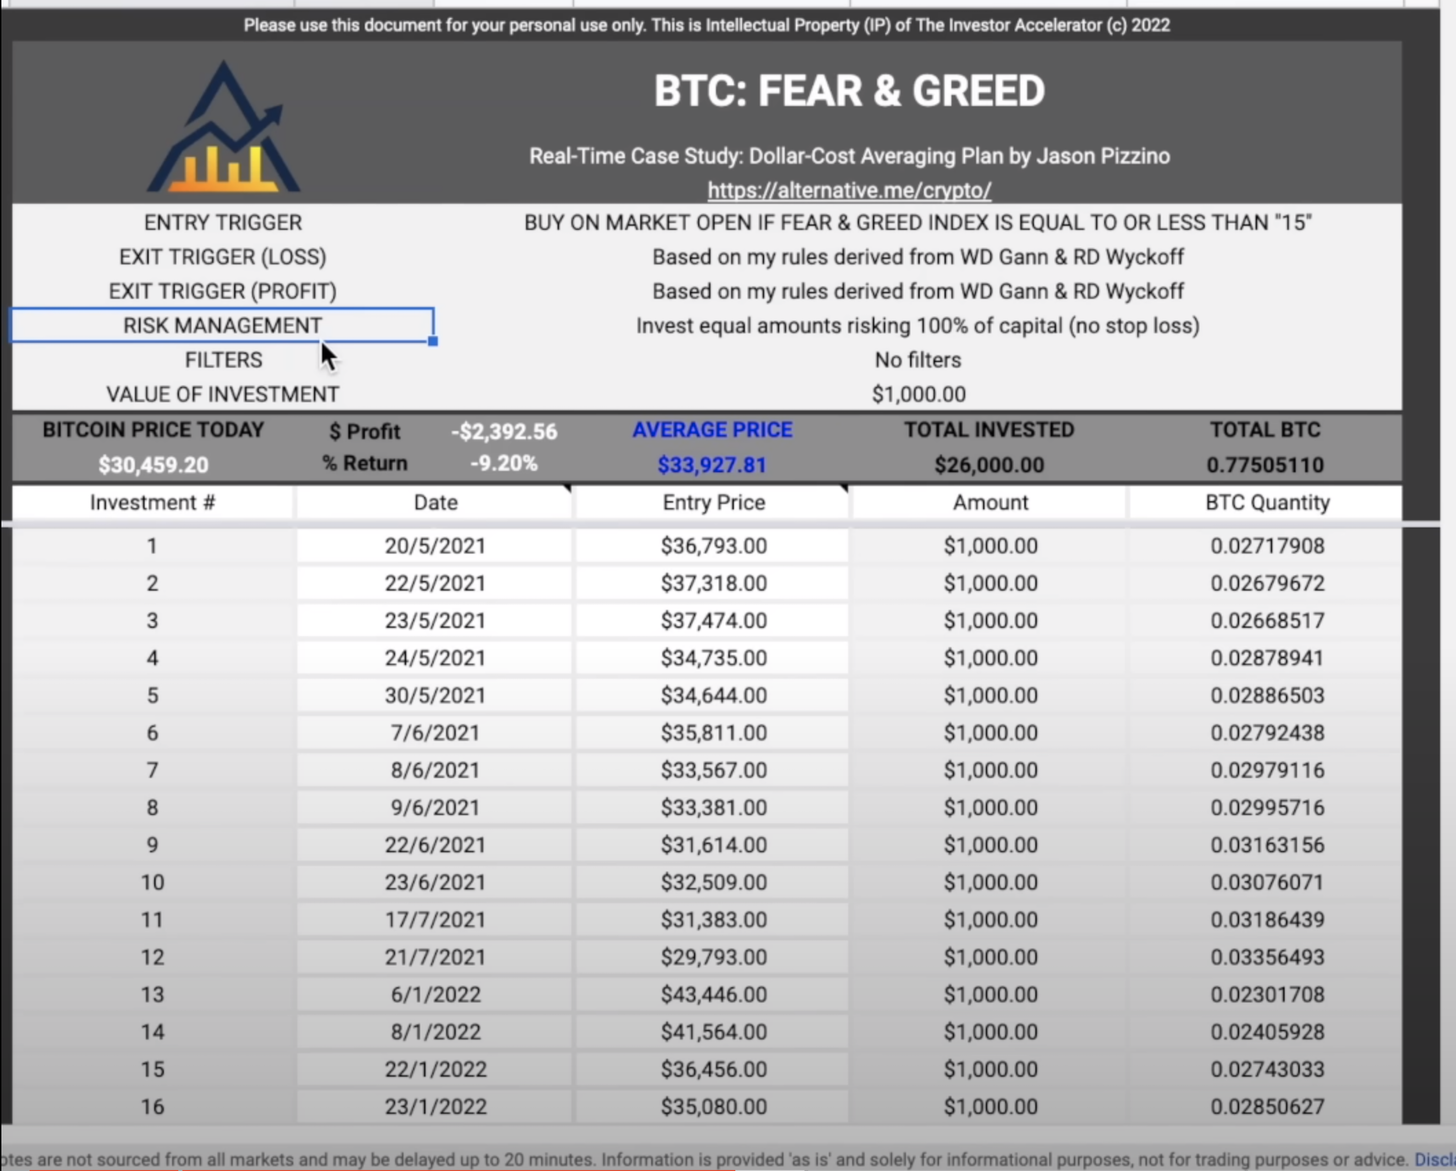 Please use this document for your personal use only. This is Intellectual Property (IP) of The Investor Accelerator (c) 2022
BTC: FEAR & GREED
Real-Time Case Study: Dollar-Cost Averaging Plan by Jason Pizzino
https://alternative.me/crypto/
ENTRY TRIGGER BUY ON MARKET OPEN IF FEAR & GREED INDEX IS EQUAL TO OR LESS THAN "15"
EXIT TRIGGER (LOSS) Based on my rules derived from WD Gann & RD Wyckoff
EXIT TRIGGER (PROFIT) Based on my rules derived from WD Gann & RD Wyckoff
RISK MANAGEMENT Invest equal amounts risking 100% of capital (no stop loss)
FILTERS No filters
VALUE OF INVESTMENT $1,000.00
BITCOIN PRICE TODAY $ Profit -$2,392.56 AVERAGE PRICE TOTAL INVESTED TOTAL BTC
$30,459.20 % Return -9.20% $33,927.81 $26,000.00 0.77505110
Investment # Date Entry Price Amount BTC Quantity
1 20/5/2021 $36,793.00 $1,000.00 0.02717908
2 22/5/2021 $37,318.00 $1,000.00 0.02679672
3 23/5/2021 $37,474.00 $1,000.00 0.02668517
4 24/5/2021 $34,735.00 $1,000.00 0.02878941
5 30/5/2021 $34,644.00 $1,000.00 0.02886503
6 7/6/2021 $35,811.00 $1,000.00 0.02792438
7 8/6/2021 $33,567.00 $1,000.00 0.02979116
8 9/6/2021 $33,381.00 $1,000.00 0.02995716
9 22/6/2021 $31,614.00 $1,000.00 0.03163156
10 23/6/2021 $32,509.00 $1,000.00 0.03076071
11 17/7/2021 $31,383.00 $1,000.00 0.03186439
12 21/7/2021 $29,793.00 $1,000.00 0.03356493
13 6/1/2022 $43,446.00 $1,000.00 0.02301708
14 8/1/2022 $41,564.00 $1,000.00 0.02405928
15 22/1/2022 $36,456.00 $1,000.00 0.02743033
16 23/1/2022 $35,080.00 $1,000.00 0.02850627
otes are not sourced from all markets and may be delayed up to 20 minutes. Information is provided 'as is' and solely for informational purposes, not for trading purposes or advice. Discl